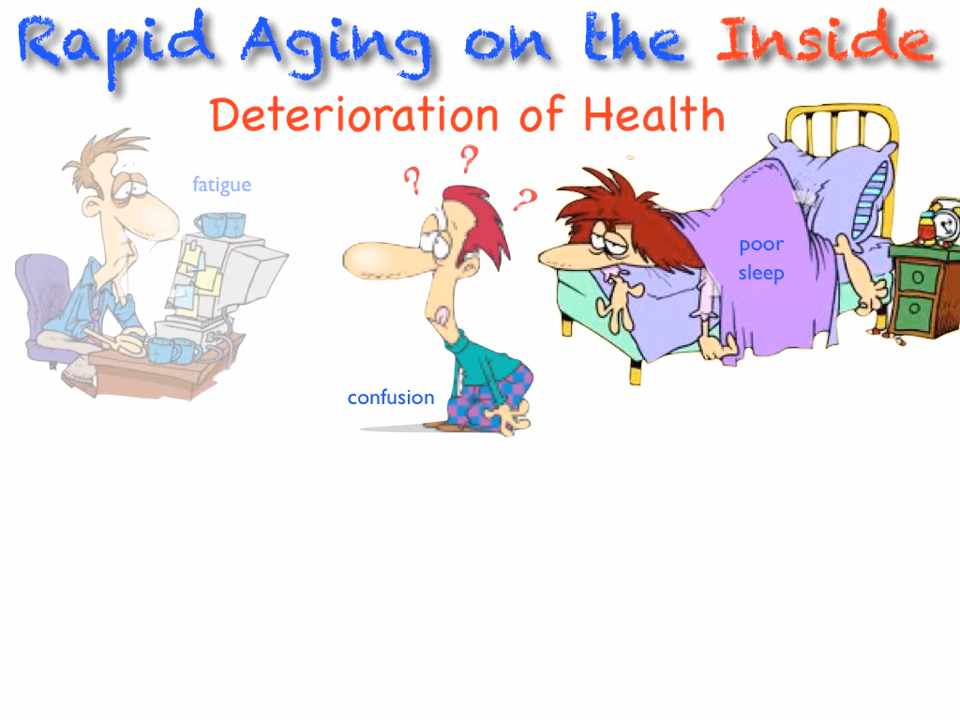 Rapid Aging on the Inside
Deterioration of Health
? ? ?
fatigue
poor
sleep
confusion